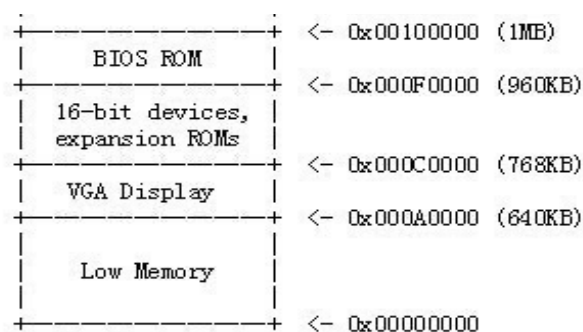 +------------------+ <- 0x00100000 (1MB)
| BIOS ROM |
+------------------+ <- 0x000F0000 (960KB)
| 16-bit devices, |
| expansion ROMs |
+------------------+ <- 0x000C0000 (768KB)
| VGA Display |
+------------------+ <- 0x000A0000 (640KB)
| |
| Low Memory |
| |
+------------------+ <- 0x00000000